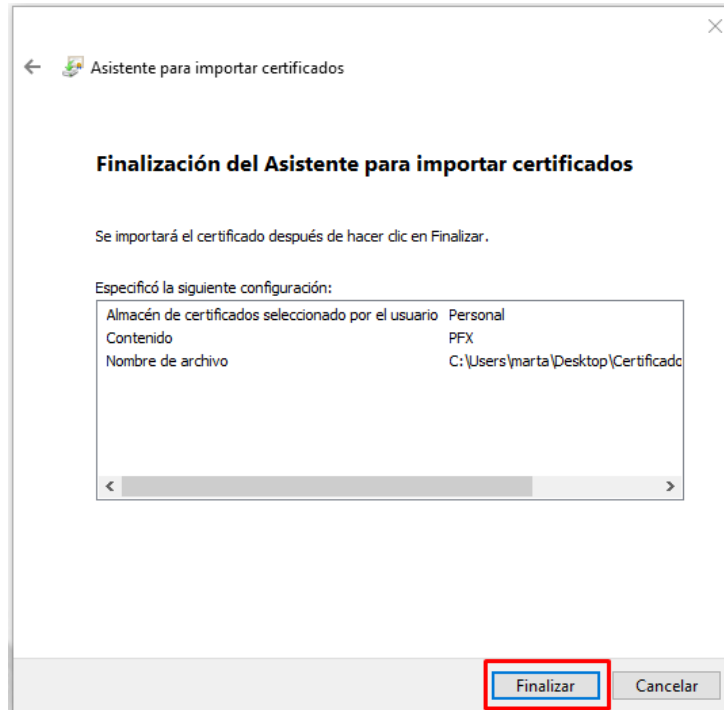 Asistente para importar certificados
Finalización del Asistente para importar certificados
Se importará el certificado después de hacer clic en Finalizar.
Especificó la siguiente configuración:
Almacén de certificados seleccionado por el usuario Personal
Contenido PFX
Nombre de archivo C:\Users\marta\Desktop\Certificado
Finalizar Cancelar